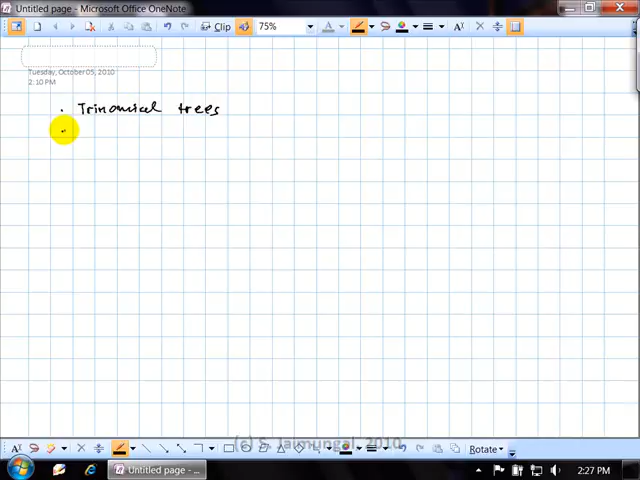 Untitled page - Microsoft Office OneNote
Clip 75%
Tuesday, October 05, 2010
2:10 PM
· Trinomial trees
·
(c) S. Jaimungal, 2010
Rotate
Untitled page - ...
2:27 PM